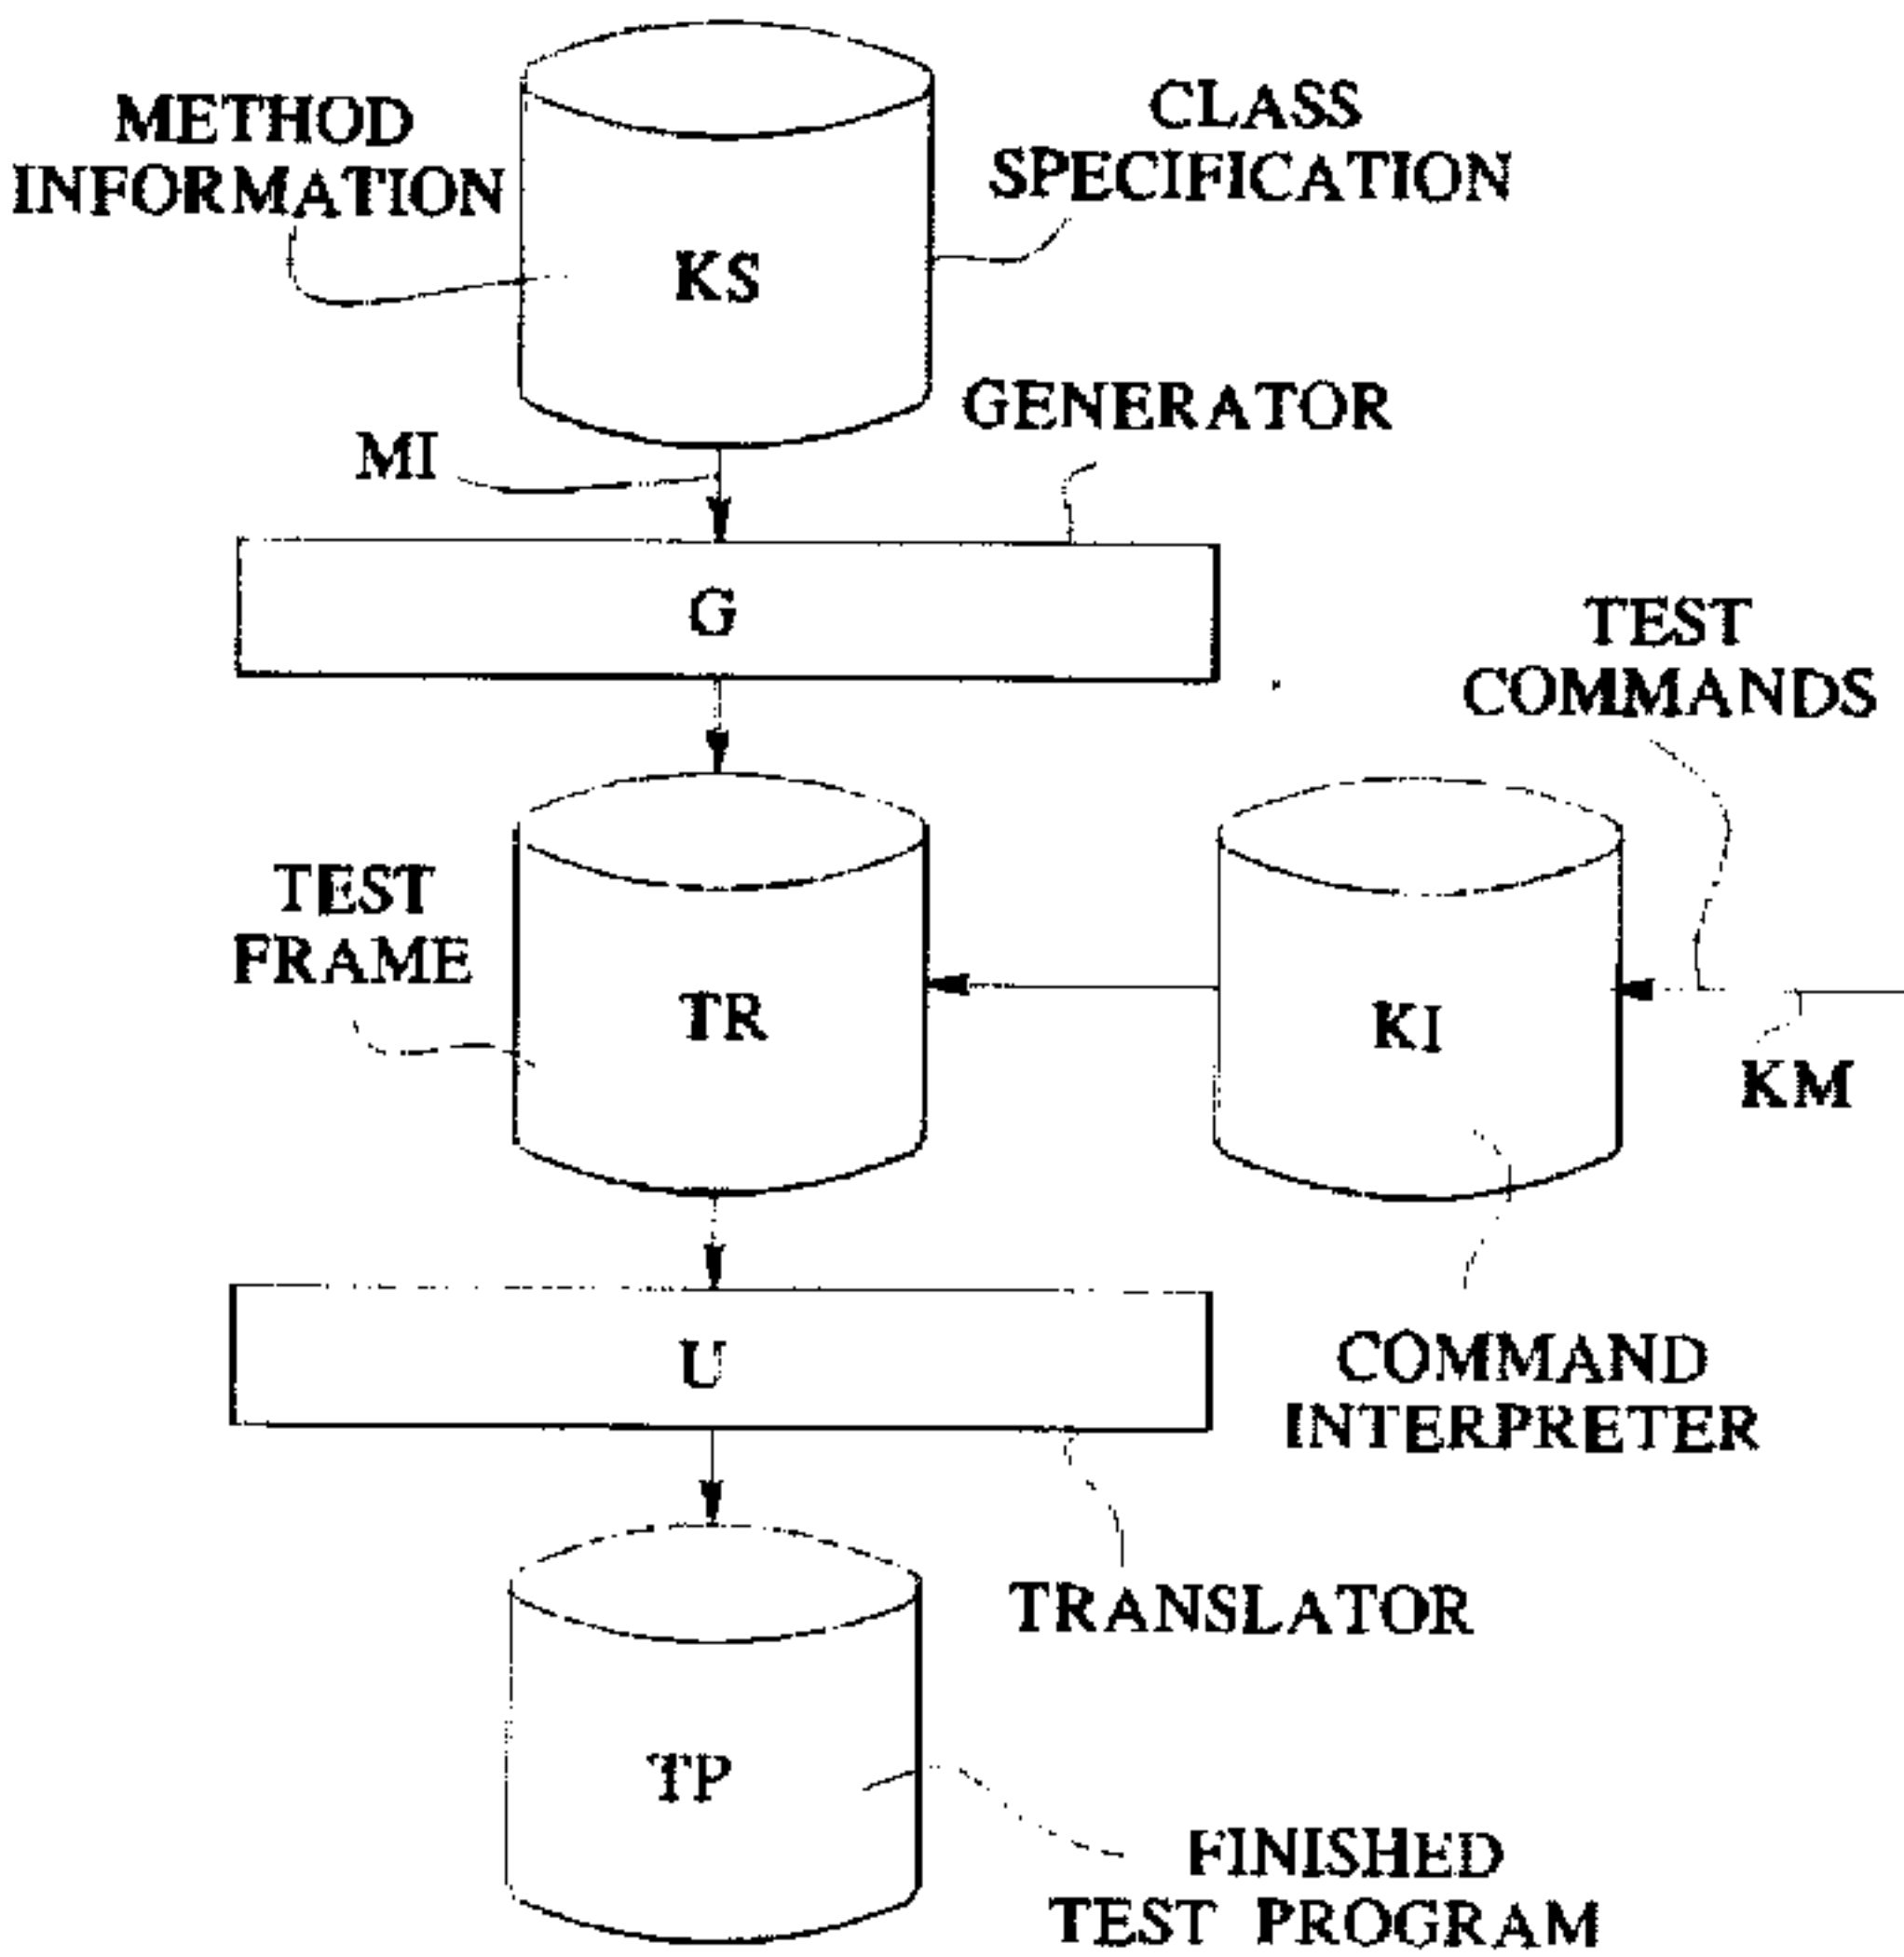 METHOD
INFORMATION
CLASS
SPECIFICATION
KS
GENERATOR
MI
G
TEST
COMMANDS
TEST
FRAME
TR
KI
KM
U
COMMAND
INTERPRETER
TRANSLATOR
TP
FINISHED
TEST PROGRAM